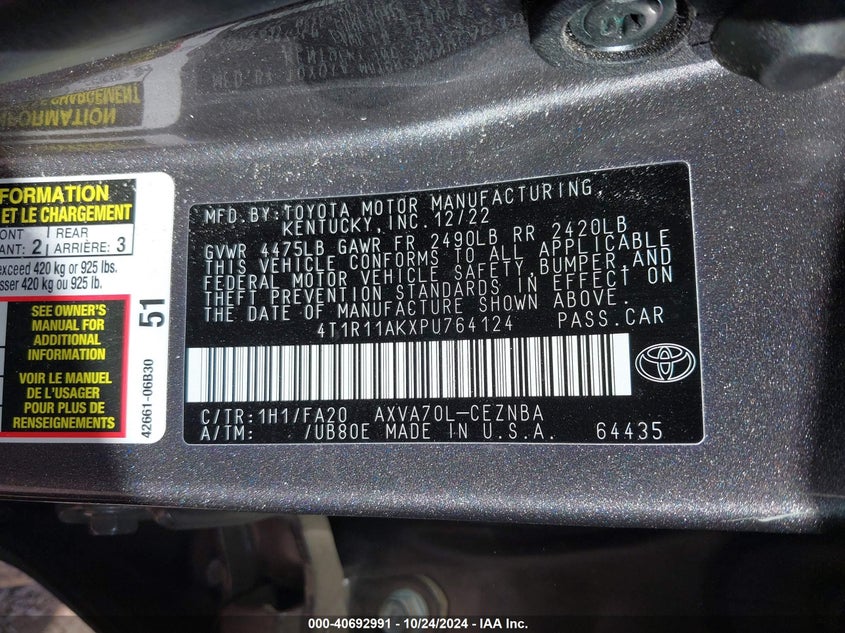 FORMATION
ET LE CHARGEMENT
ONT REAR
ANT: 2 ARRIÈRE: 3
exceed 420 kg or 925 lbs.
sser 420 kg ou 925 lb.
SEE OWNER'S
MANUAL FOR
ADDITIONAL
INFORMATION
VOIR LE MANUEL
DE L'USAGER
POUR PLUS DE
RENSEIGNEMENTS
51
42661-06B30
MFD.BY:TOYOTA MOTOR MANUFACTURING,
KENTUCKY,INC.12/22
GVWR 4475LB GAWR FR 2490LB RR 2420LB
THIS VEHICLE CONFORMS TO ALL APPLICABLE
FEDERAL MOTOR VEHICLE SAFETY,BUMPER,AND
THEFT PREVENTION STANDARDS IN EFFECT ON
THE DATE OF MANUFACTURE SHOWN ABOVE.
4T1R11AKXPU764124 PASS.CAR
C/TR:1H1/FA20 AXVA70L-CEZNBA
A/TM: /UB80E MADE IN U.S.A. 64435
000-40692991 - 10/24/2024 - IAA Inc.